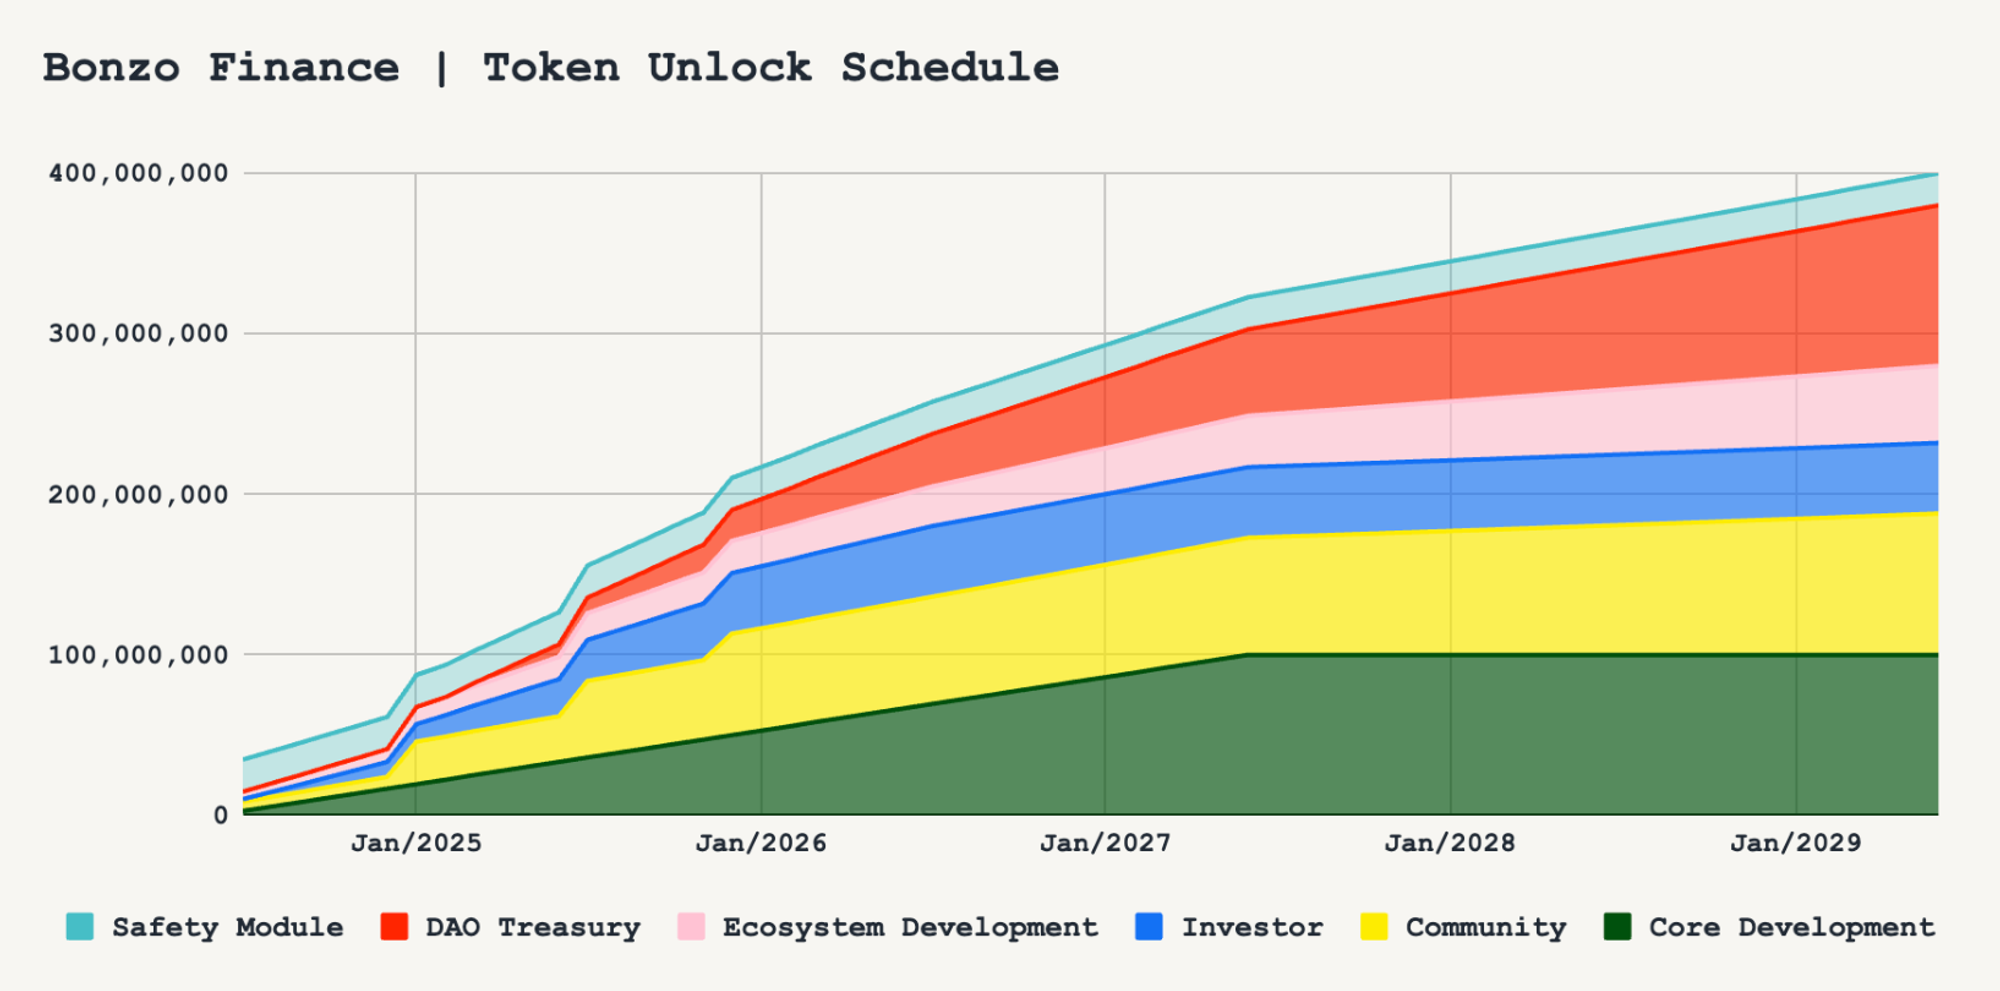 Bonzo Finance | Token Unlock Schedule
400,000,000
300,000,000
200,000,000
100,000,000
0
Jan/2025 Jan/2026 Jan/2027 Jan/2028 Jan/2029
Safety Module DAO Treasury Ecosystem Development Investor Community Core Development